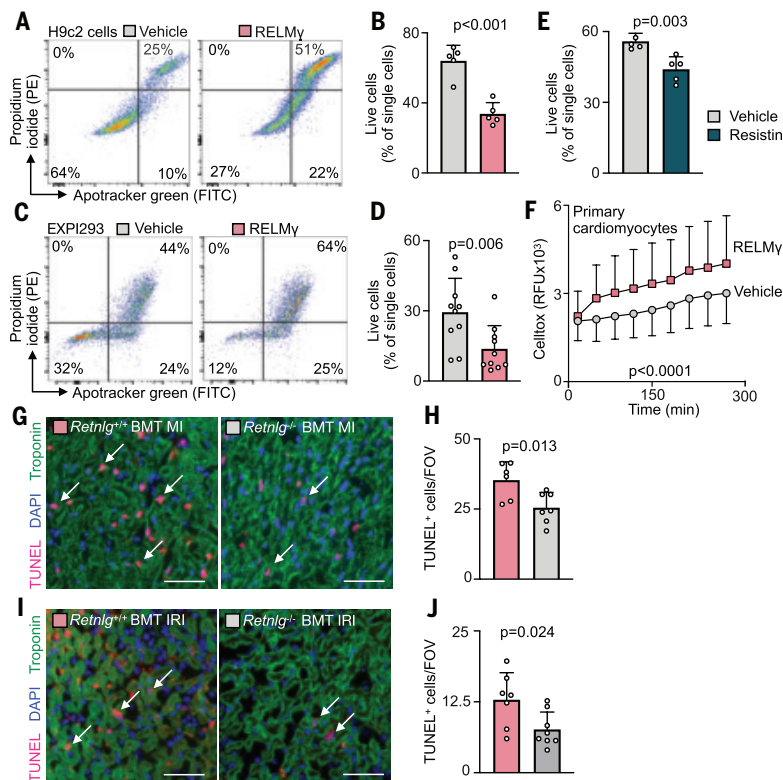 A
H9c2 cells
Vehicle
RELMγ
0%
25%
0%
51%
64%
10%
27%
22%
Propidium
iodide (PE)
Apotracker green (FITC)
B
p<0.001
80
40
0
Live cells
(% of single cells)
E
p=0.003
60
30
0
Live cells
(% of single cells)
Vehicle
Resistin
C
EXPI293
Vehicle
RELMγ
0%
44%
0%
64%
32%
24%
12%
25%
Propidium
iodide (PE)
Apotracker green (FITC)
D
p=0.006
60
30
0
Live cells
(% of single cells)
F
Primary
cardiomyocytes
RELMγ
Vehicle
6
3
0
Celltox (RFUx10³)
p<0.0001
0
150
300
Time (min)
G
Retnlg+/+ BMT MI
Retnlg-/- BMT MI
TUNEL DAPI Troponin
H
p=0.013
50
25
0
TUNEL+ cells/FOV
I
Retnlg+/+ BMT IRI
Retnlg-/- BMT IRI
TUNEL DAPI Troponin
J
p=0.024
25
12.5
0
TUNEL+ cells/FOV